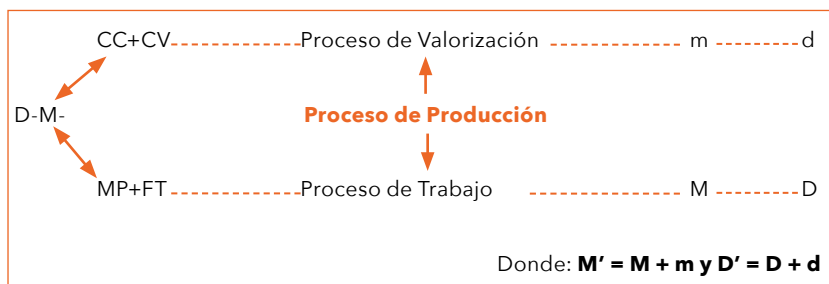 CC+CV Proceso de Valorización m d
D-M- Proceso de Producción
MP+FT Proceso de Trabajo M D
Donde: M' = M + m y D' = D + d